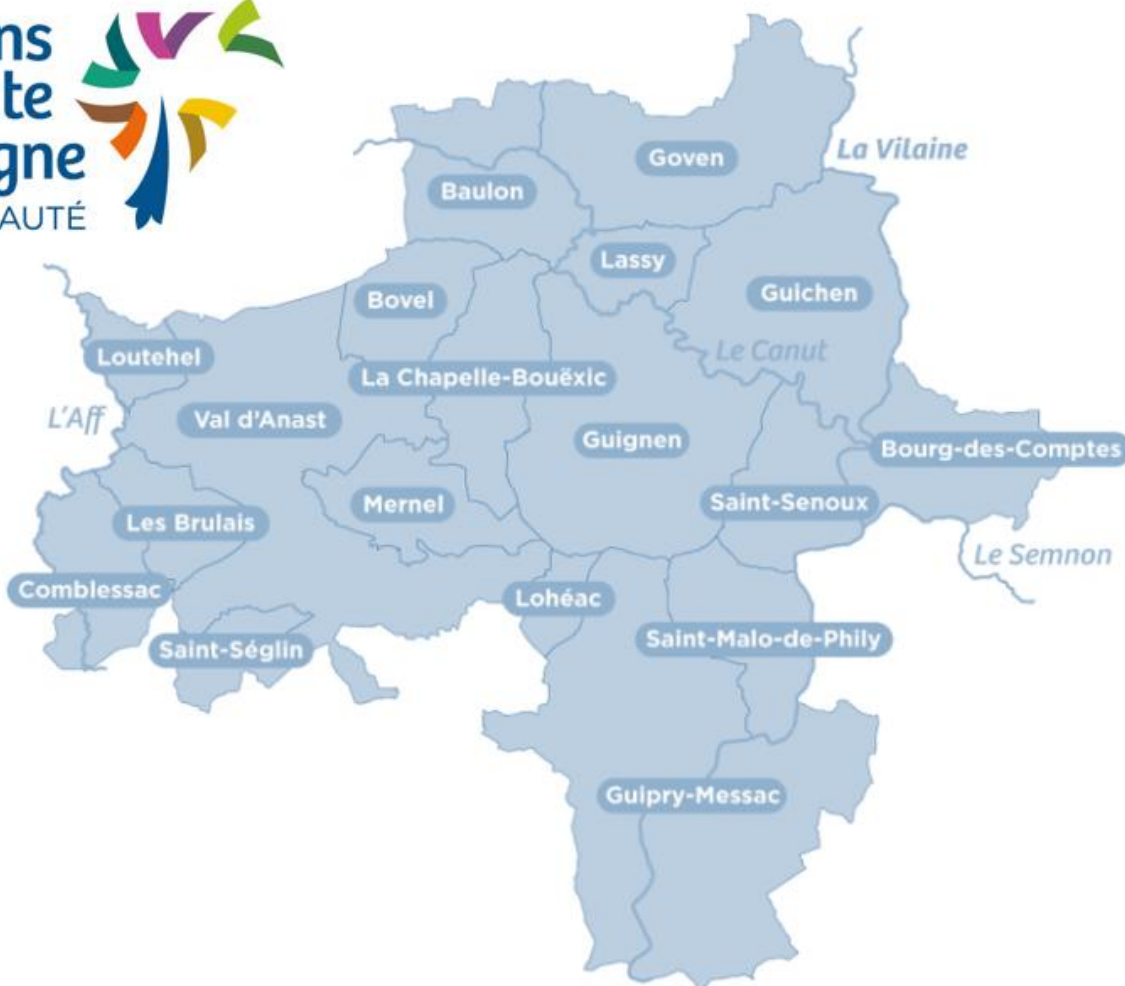 ns
te
gne
AUTÉ
Goven
La Vilaine
Baulon
Lassy
Guichen
Bovel
Loutehel
Le Canut
La Chapelle-Bouëxic
L'Aff
Val d'Anast
Guignen
Bourg-des-Comptes
Mernel
Saint-Senoux
Les Brulais
Le Semnon
Comblessac
Lohéac
Saint-Malo-de-Phily
Saint-Séglin
Guipry-Messac